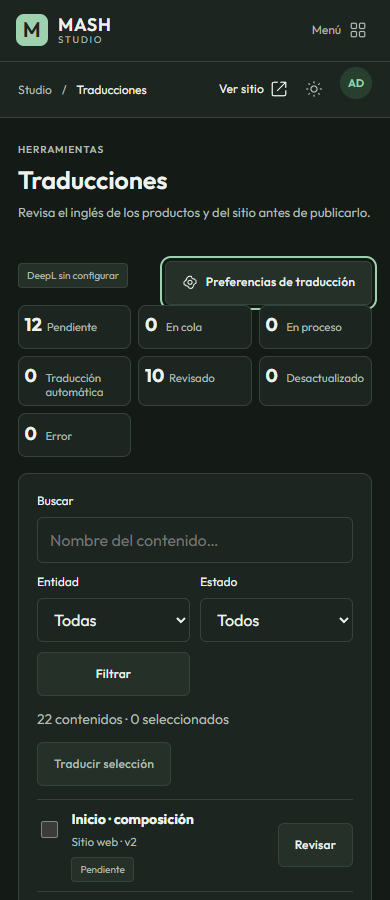 M MASH
STUDIO
Menú
Studio / Traducciones
Ver sitio
AD
HERRAMIENTAS
Traducciones
Revisa el inglés de los productos y del sitio antes de publicarlo.
DeepL sin configurar
Preferencias de traducción
12 Pendiente
0 En cola
0 En proceso
0 Traducción
automática
10 Revisado
0 Desactualizado
0 Error
Buscar
Nombre del contenido…
Entidad
Estado
Todas
Todos
Filtrar
22 contenidos · 0 seleccionados
Traducir selección
Inicio · composición
Sitio web · v2
Pendiente
Revisar